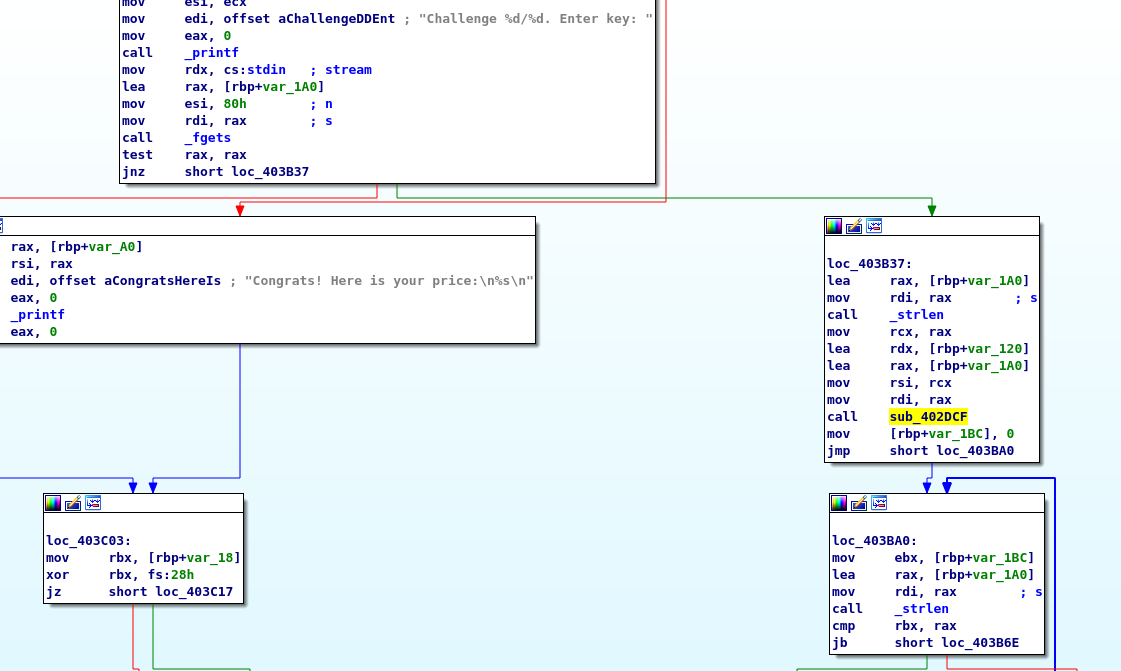 mov esi, ecx
mov edi, offset aChallengeDDEnt ; "Challenge %d/%d. Enter key: "
mov eax, 0
call _printf
mov rdx, cs:stdin ; stream
lea rax, [rbp+var_1A0]
mov esi, 80h ; n
mov rdi, rax ; s
call _fgets
test rax, rax
jnz short loc_403B37
rax, [rbp+var_A0]
rsi, rax
edi, offset aCongratsHereIs ; "Congrats! Here is your price:\n%s\n"
eax, 0
_printf
eax, 0
loc_403B37:
lea rax, [rbp+var_1A0]
mov rdi, rax ; s
call _strlen
mov rcx, rax
lea rdx, [rbp+var_120]
lea rax, [rbp+var_1A0]
mov rsi, rcx
mov rdi, rax
call sub_402DCF
mov [rbp+var_1BC], 0
jmp short loc_403BA0
loc_403C03:
mov rbx, [rbp+var_18]
xor rbx, fs:28h
jz short loc_403C17
loc_403BA0:
mov ebx, [rbp+var_1BC]
lea rax, [rbp+var_1A0]
mov rdi, rax ; s
call _strlen
cmp rbx, rax
jb short loc_403B6E